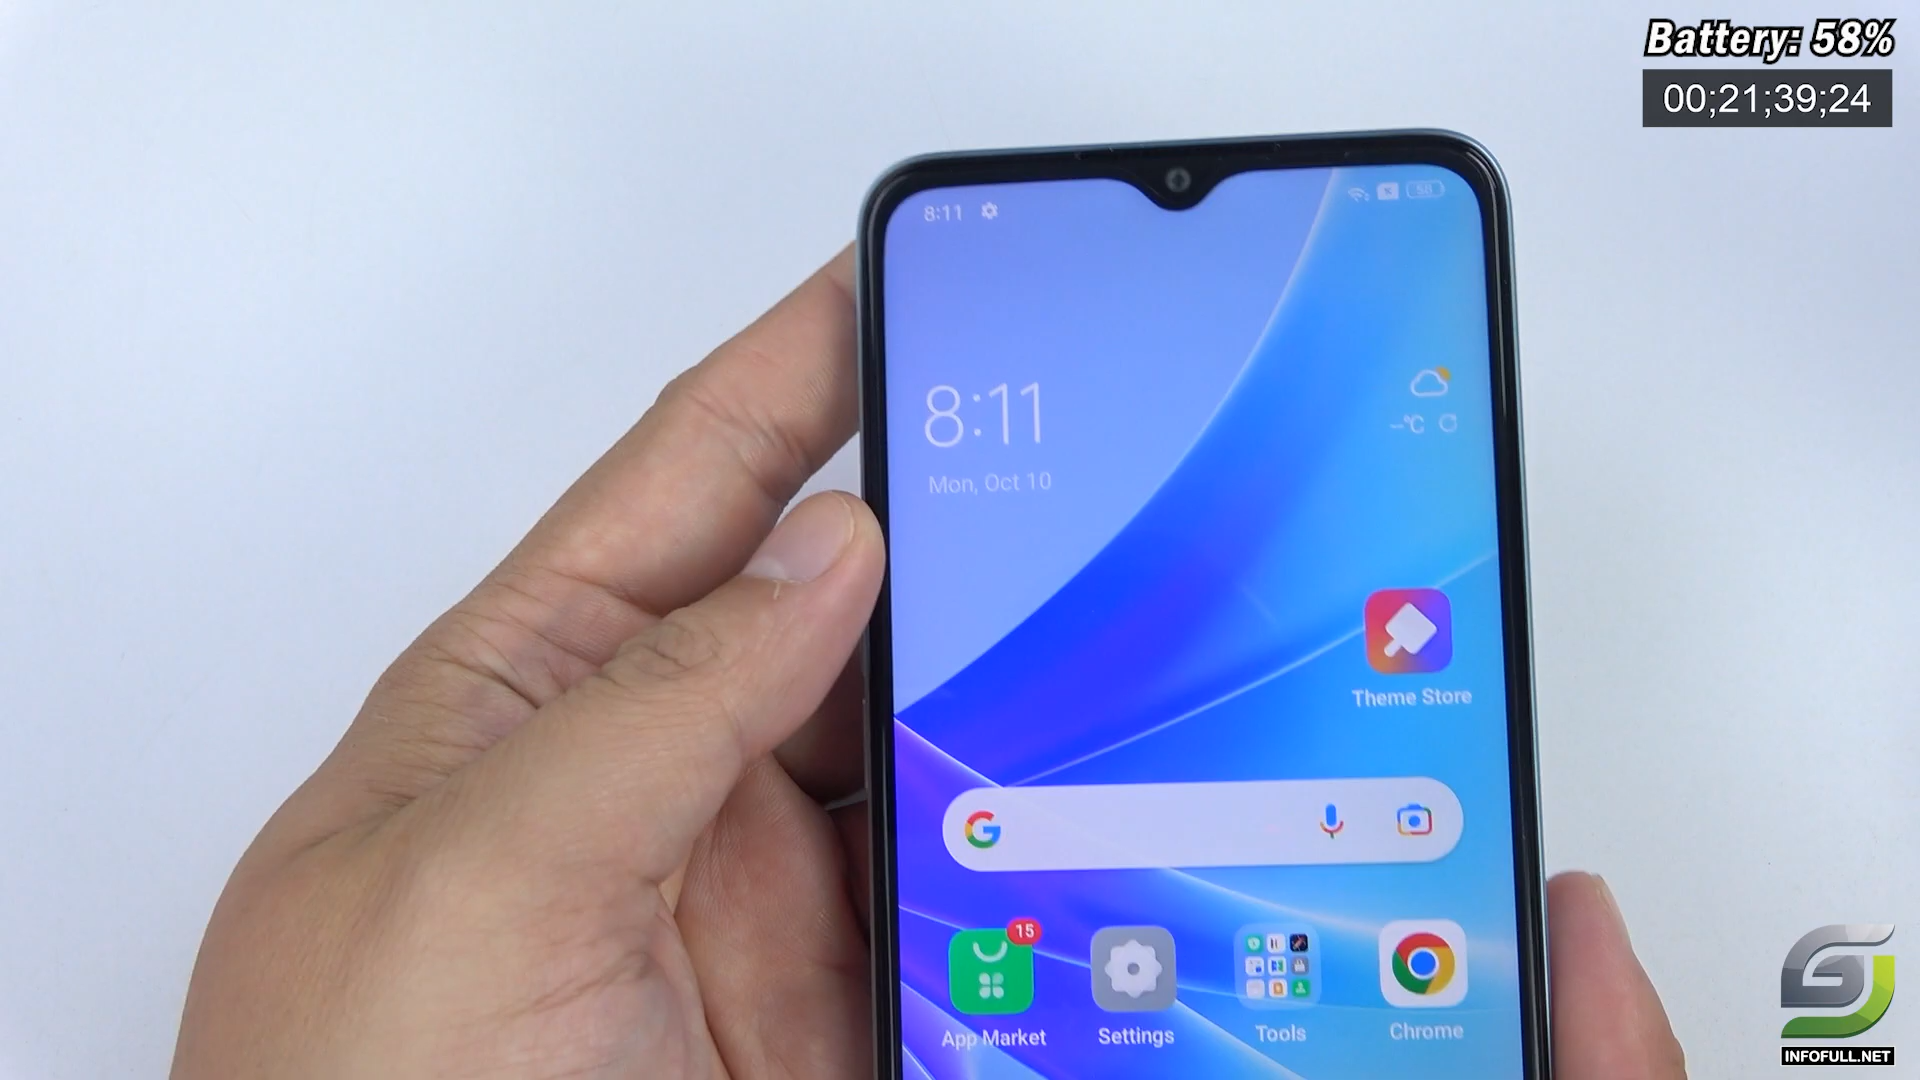 Battery: 58%
00;21;39;24
8:11
58
8:11
Mon, Oct 10
--°C
Theme Store
15
App Market
Settings
Tools
Chrome
INFOFULL.NET